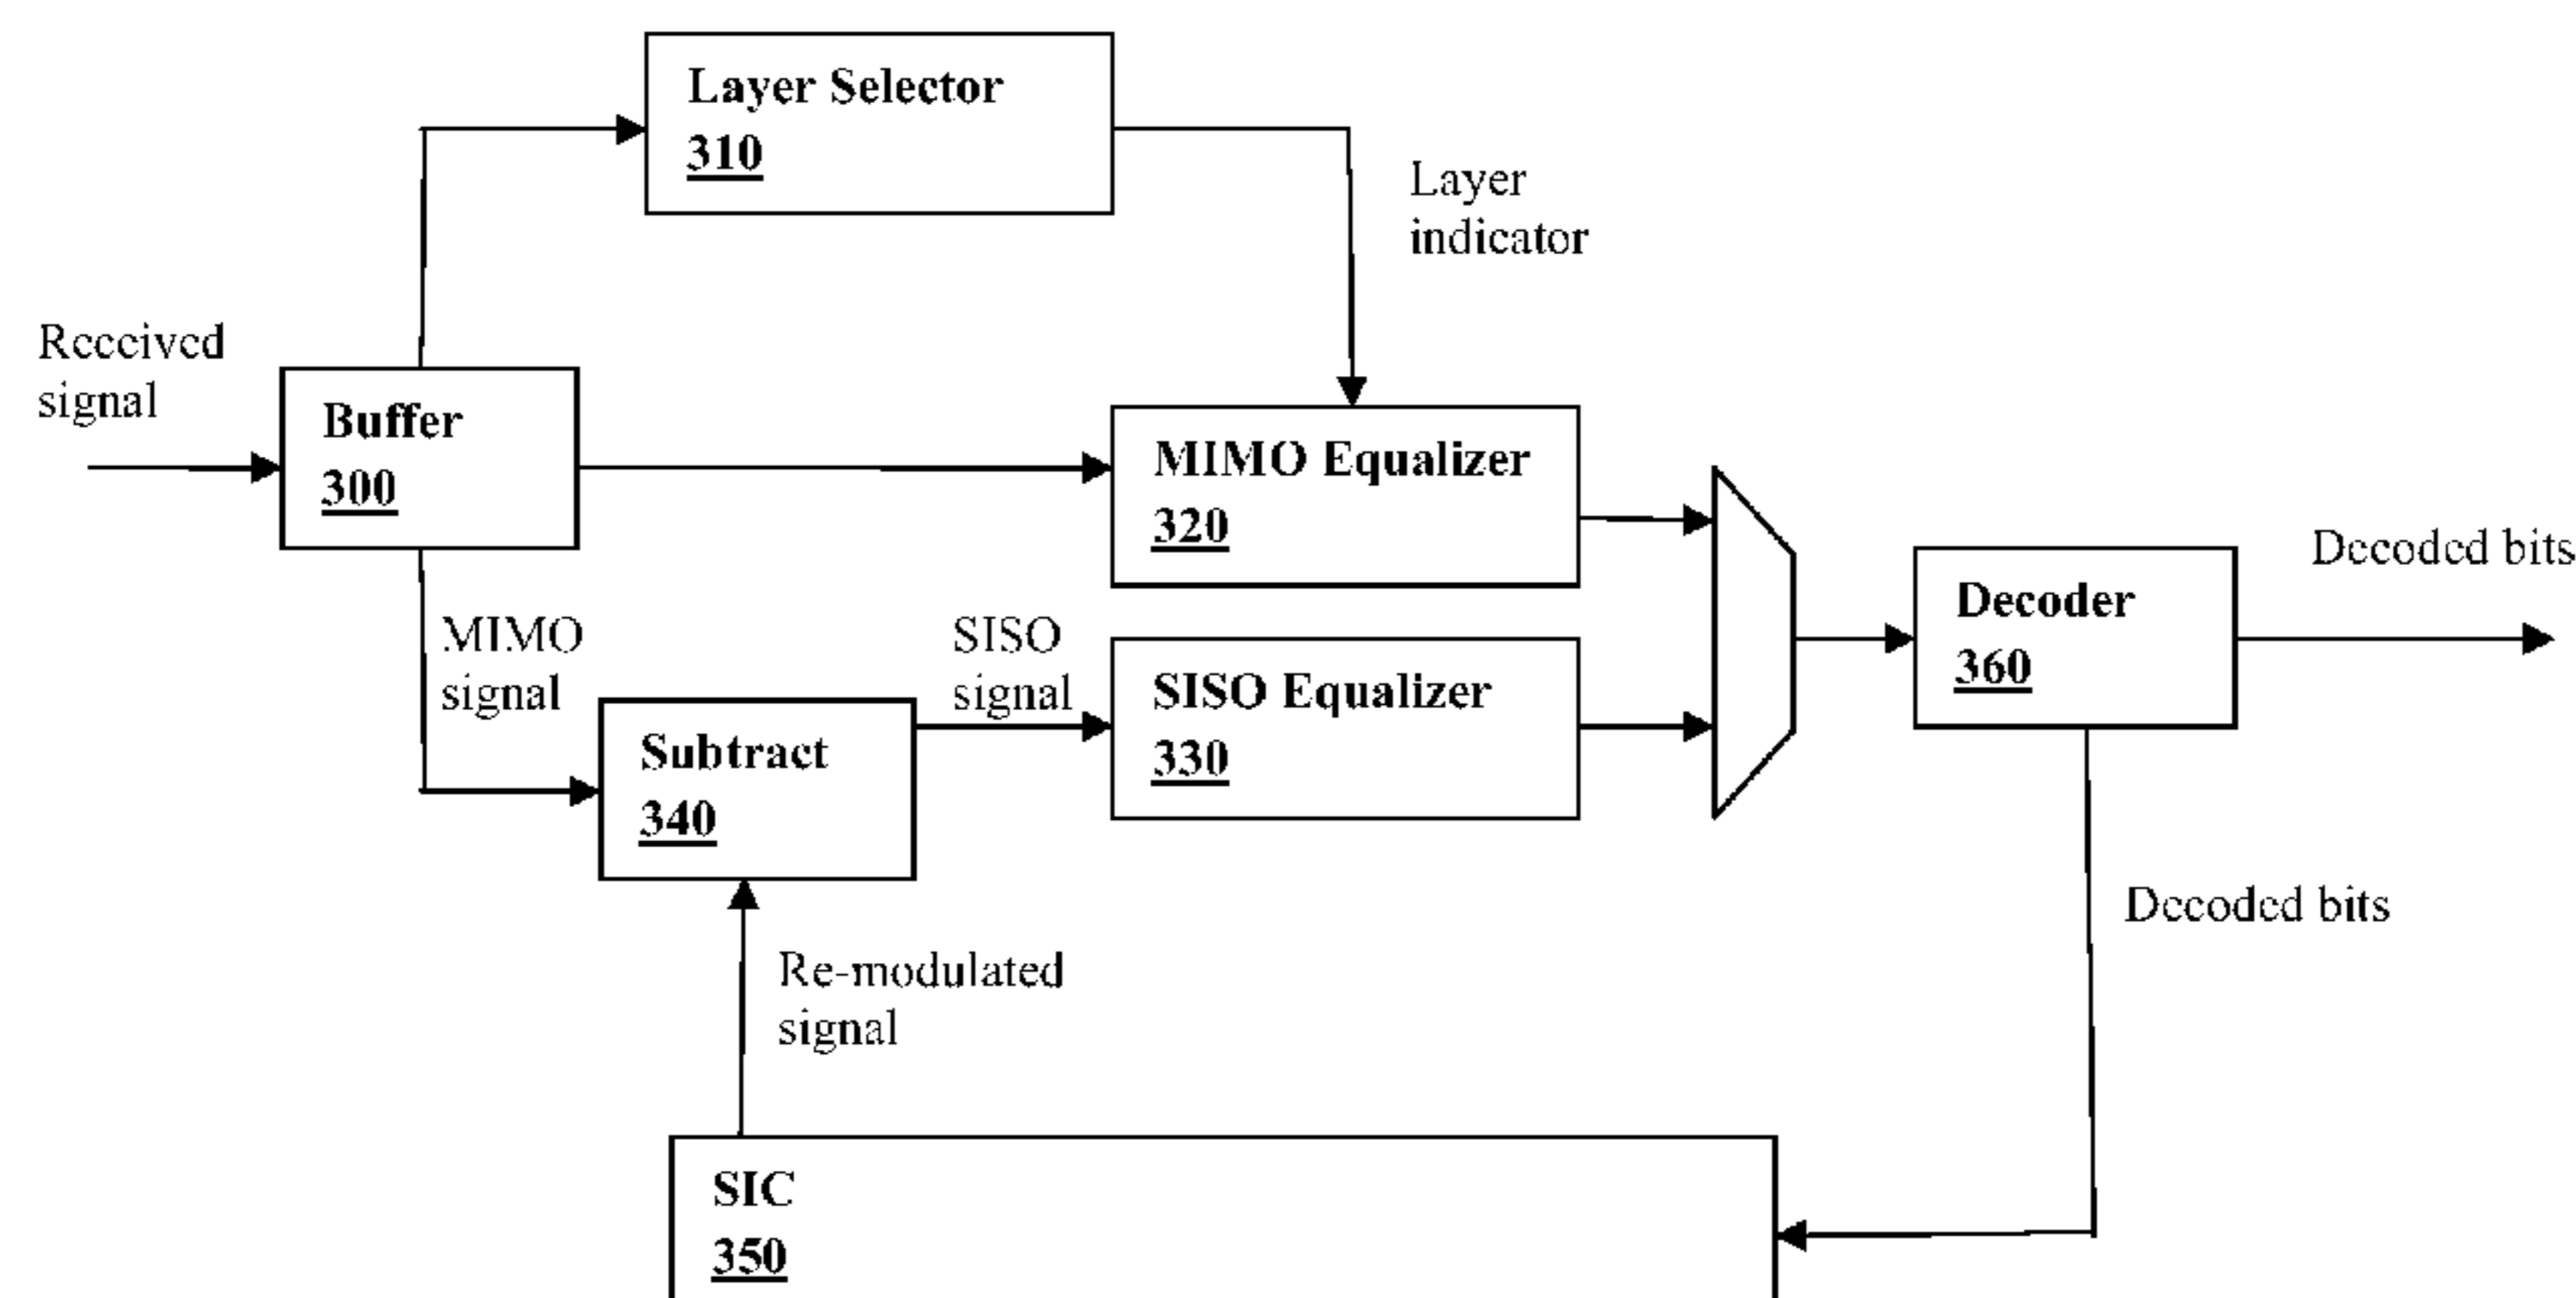 Layer Selector
310
Layer
indicator
Received
signal
Buffer
300
MIMO Equalizer
320
Decoded bits
Decoder
360
MIMO
signal
SISO
signal
SISO Equalizer
330
Subtract
340
Decoded bits
Re-modulated
signal
SIC
350